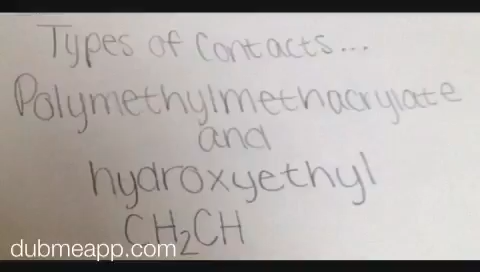 Types of Contacts...
Polymethylmethacrylate
and
hydroxyethyl
CH₂CH
dubmeapp.com